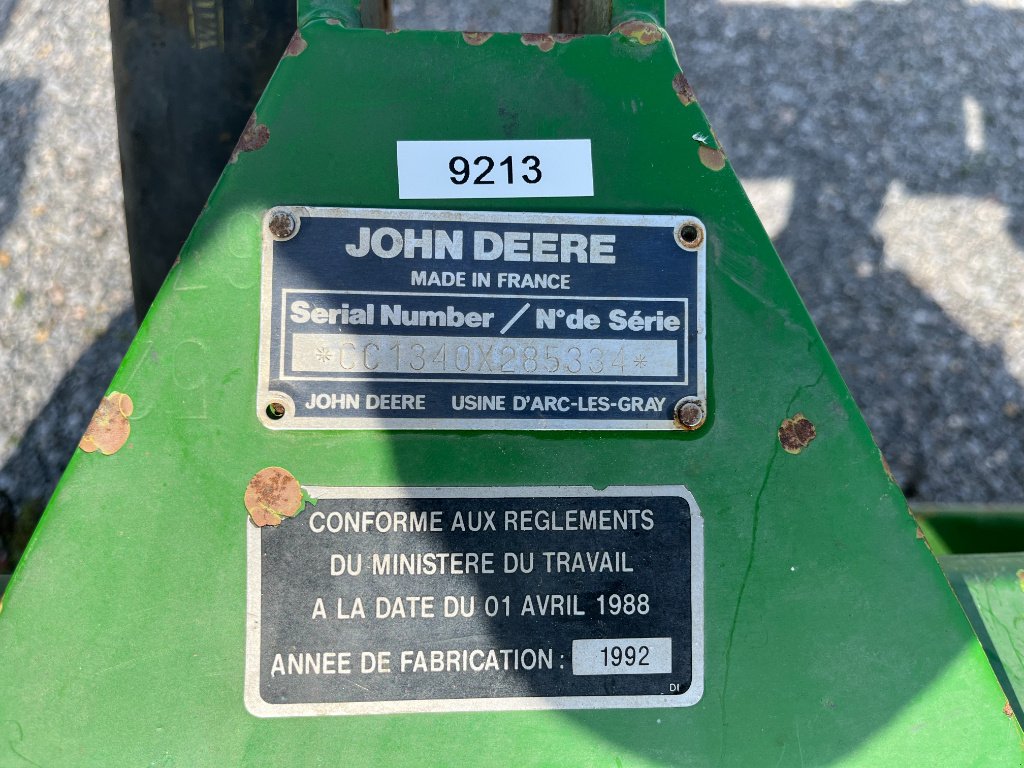 9213
JOHN DEERE
MADE IN FRANCE
Serial Number / N° de Série
*CC1340X285334*
JOHN DEERE USINE D'ARC-LES-GRAY
CONFORME AUX REGLEMENTS
DU MINISTERE DU TRAVAIL
A LA DATE DU 01 AVRIL 1988
ANNEE DE FABRICATION : 1992
DI